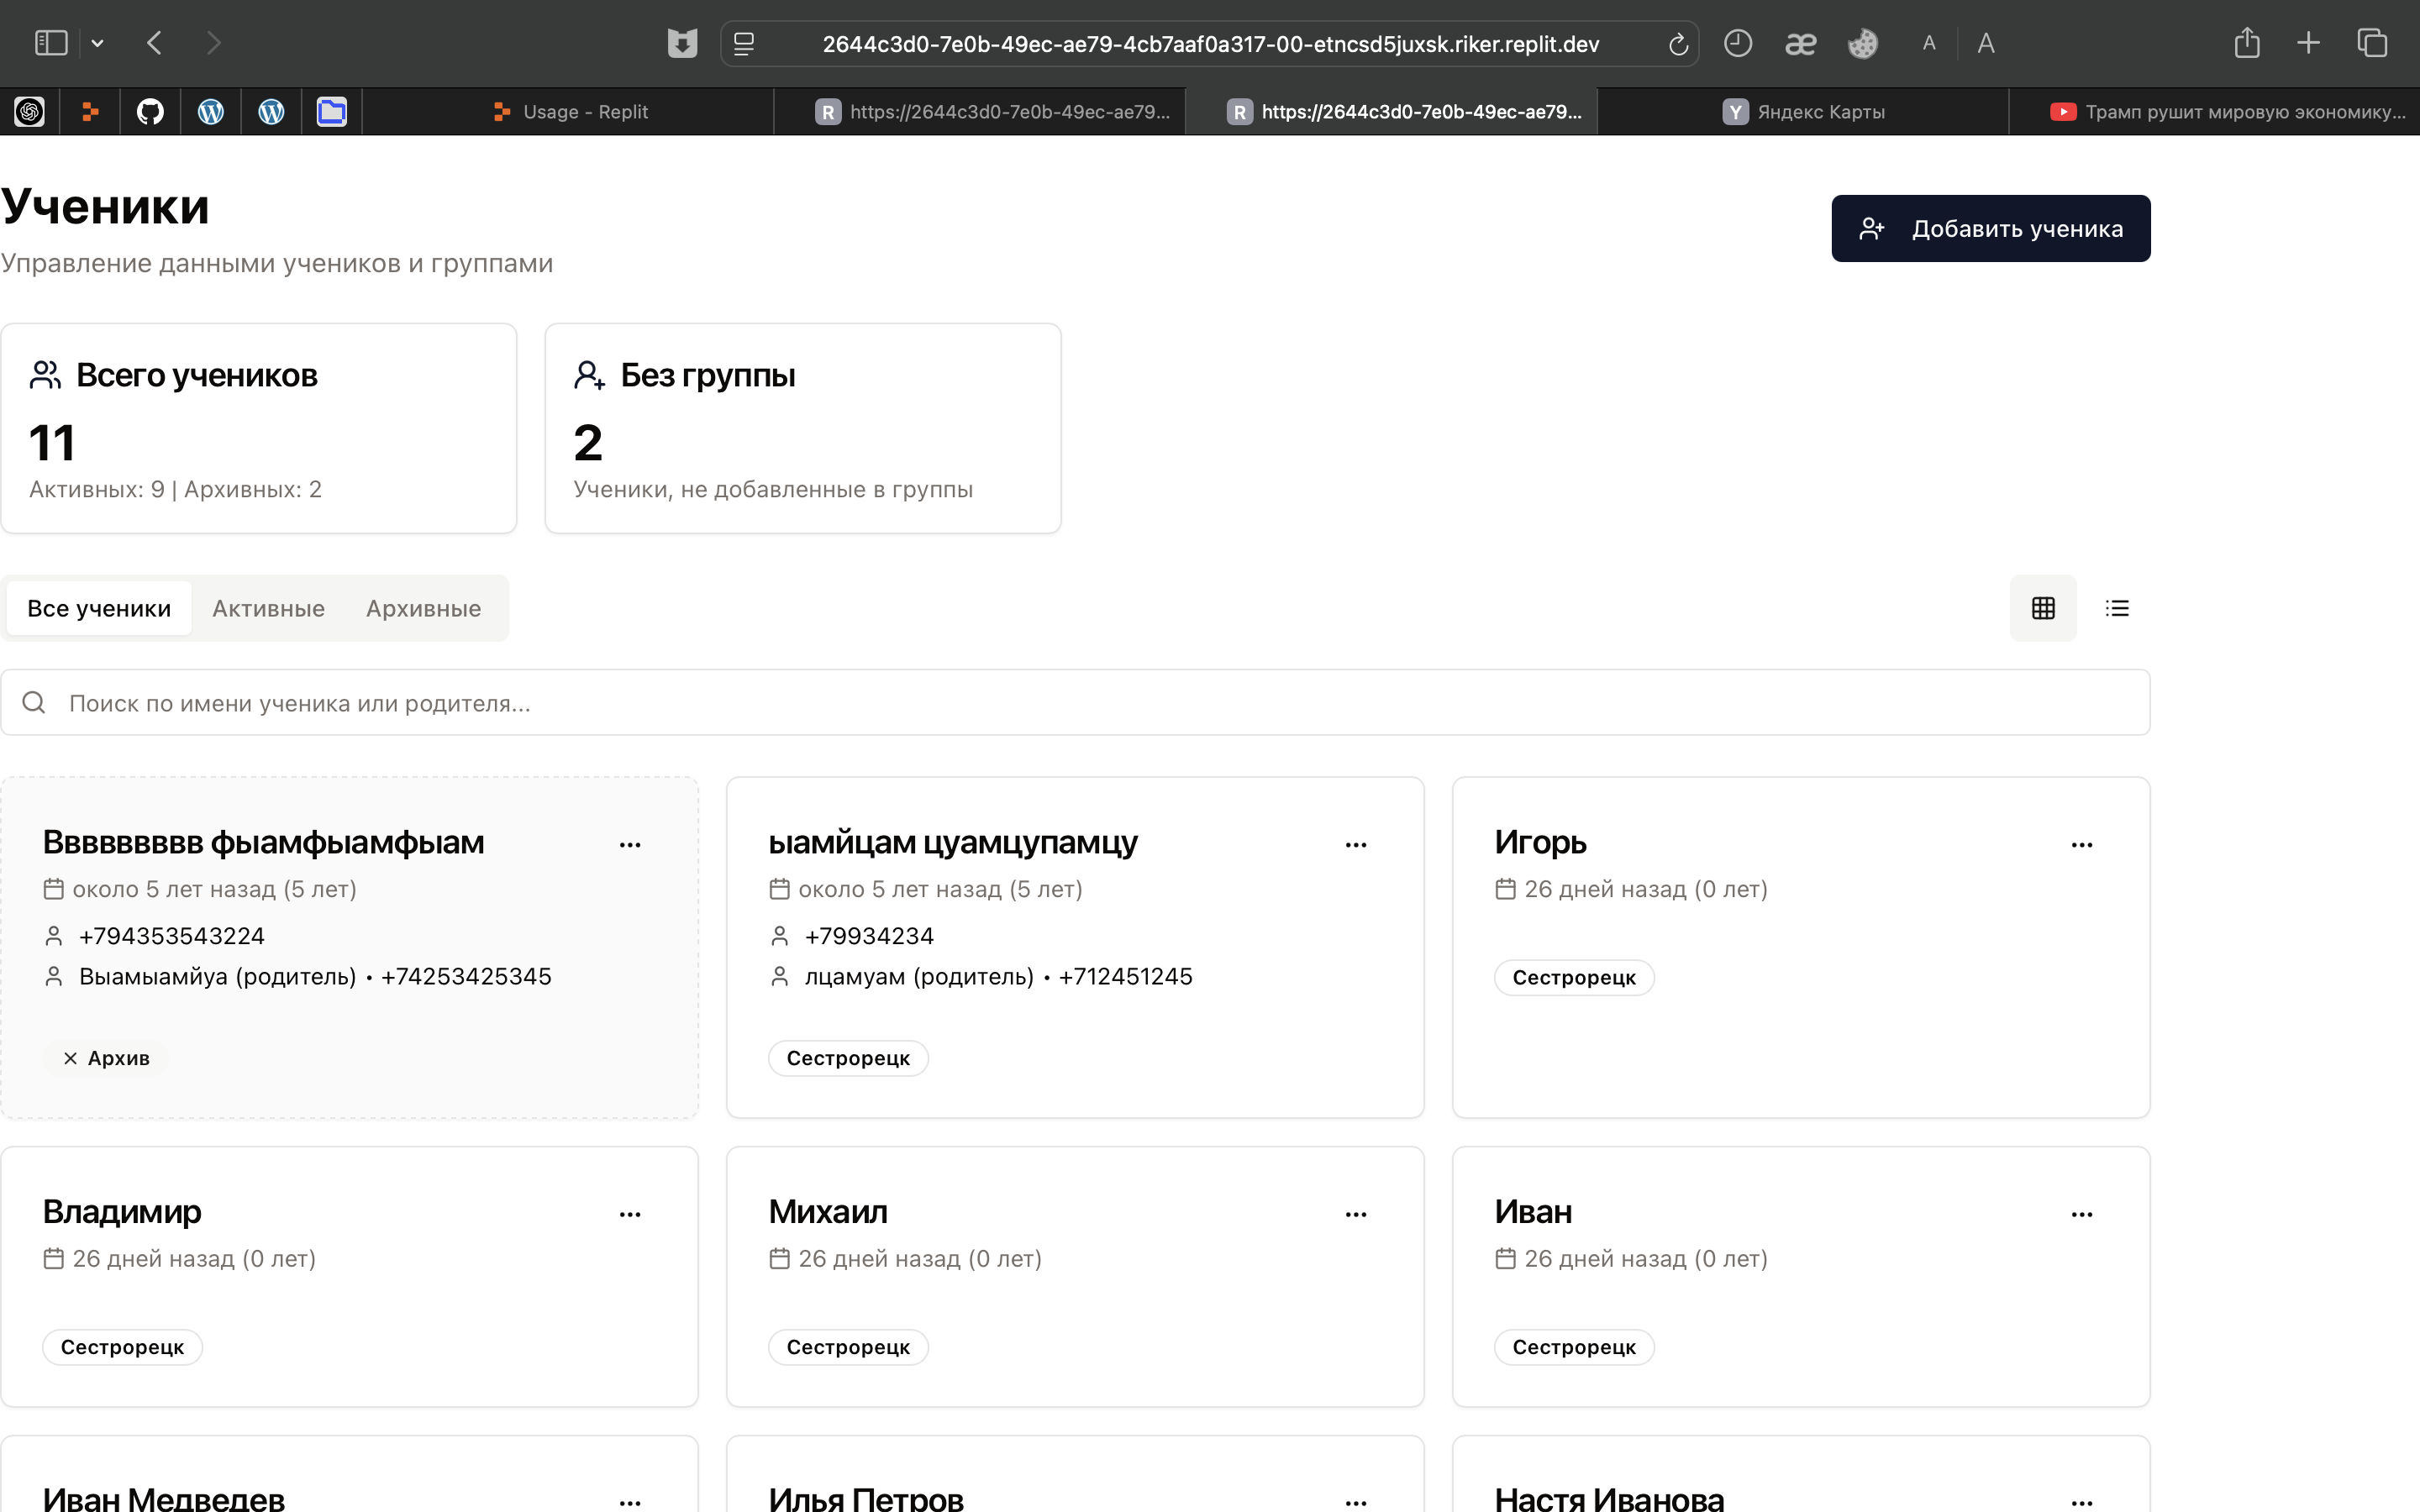 2644c3d0-7e0b-49ec-ae79-4cb7aaf0a317-00-etncsd5juxsk.riker.replit.dev
æ A A
Usage - Replit
R https://2644c3d0-7e0b-49ec-ae79...
R https://2644c3d0-7e0b-49ec-ae79...
Y Яндекс Карты
Трамп рушит мировую экономику...
Ученики
Управление данными учеников и группами
Добавить ученика
Всего учеников
11
Активных: 9 | Архивных: 2
Без группы
2
Ученики, не добавленные в группы
Все ученики Активные Архивные
Поиск по имени ученика или родителя...
Ввввввввв фыамфыамфыам
около 5 лет назад (5 лет)
+794353543224
Выамыамйуа (родитель) • +74253425345
Архив
ыамйцам цуамцупамцу
около 5 лет назад (5 лет)
+79934234
лцамуам (родитель) • +712451245
Сестрорецк
Игорь
26 дней назад (0 лет)
Сестрорецк
Владимир
26 дней назад (0 лет)
Сестрорецк
Михаил
26 дней назад (0 лет)
Сестрорецк
Иван
26 дней назад (0 лет)
Сестрорецк
Иван Медведев
Илья Петров
Настя Иванова